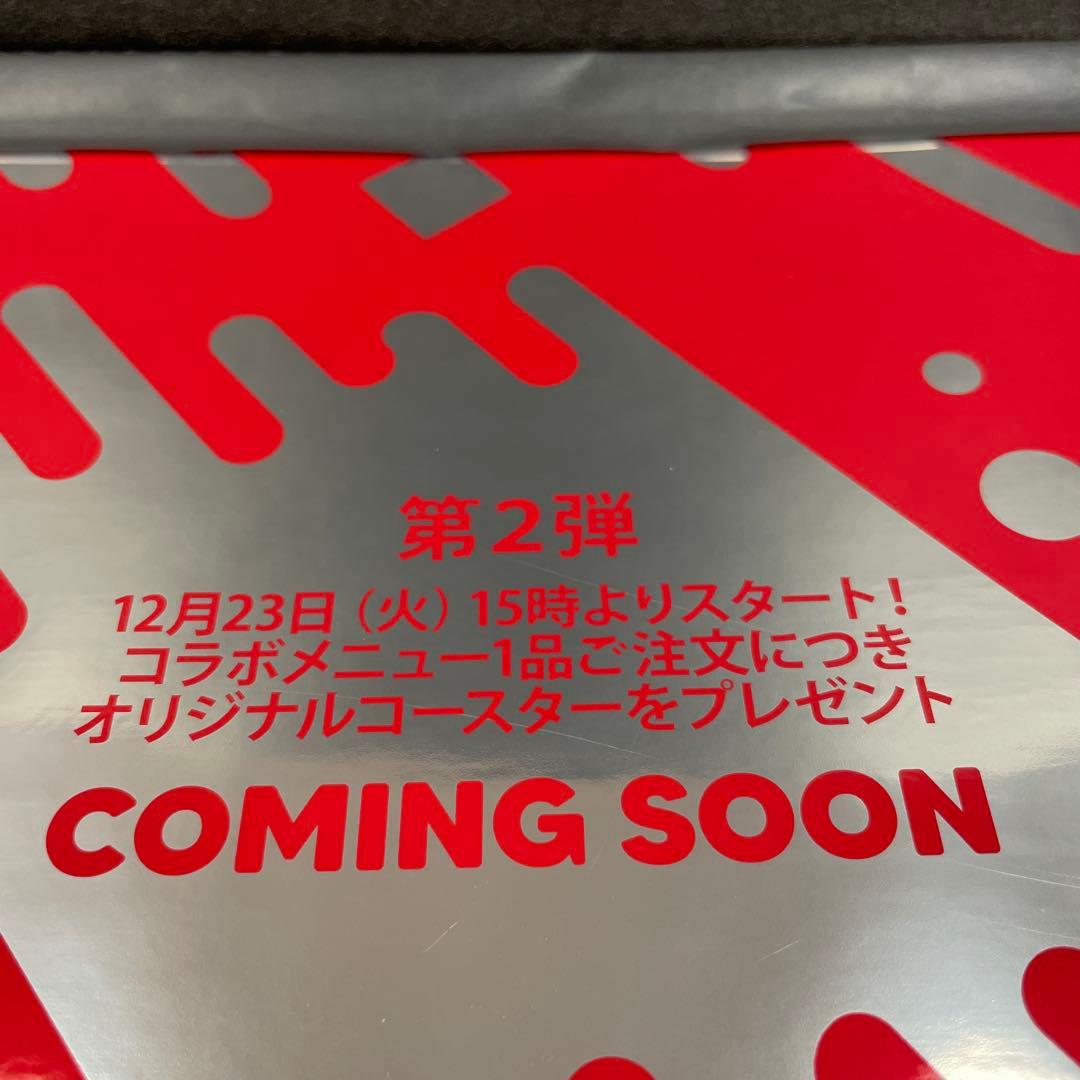 第2弾
12月23日（火）15時よりスタート！
コラボメニュー1品ご注文につき
オリジナルコースターをプレゼント
COMING SOON